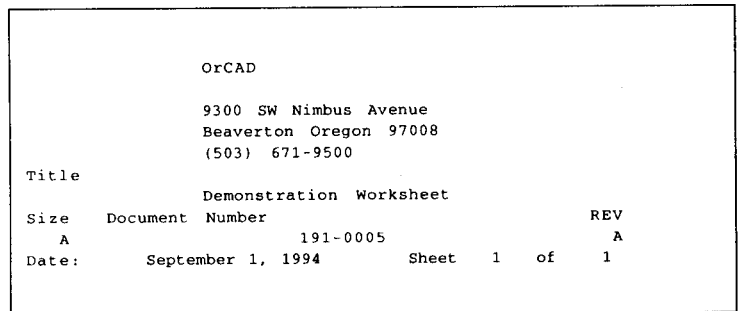 OrCAD
9300 SW Nimbus Avenue
Beaverton Oregon 97008
(503) 671-9500
Title
Demonstration Worksheet
Size Document Number REV
A 191-0005 A
Date: September 1, 1994 Sheet 1 of 1